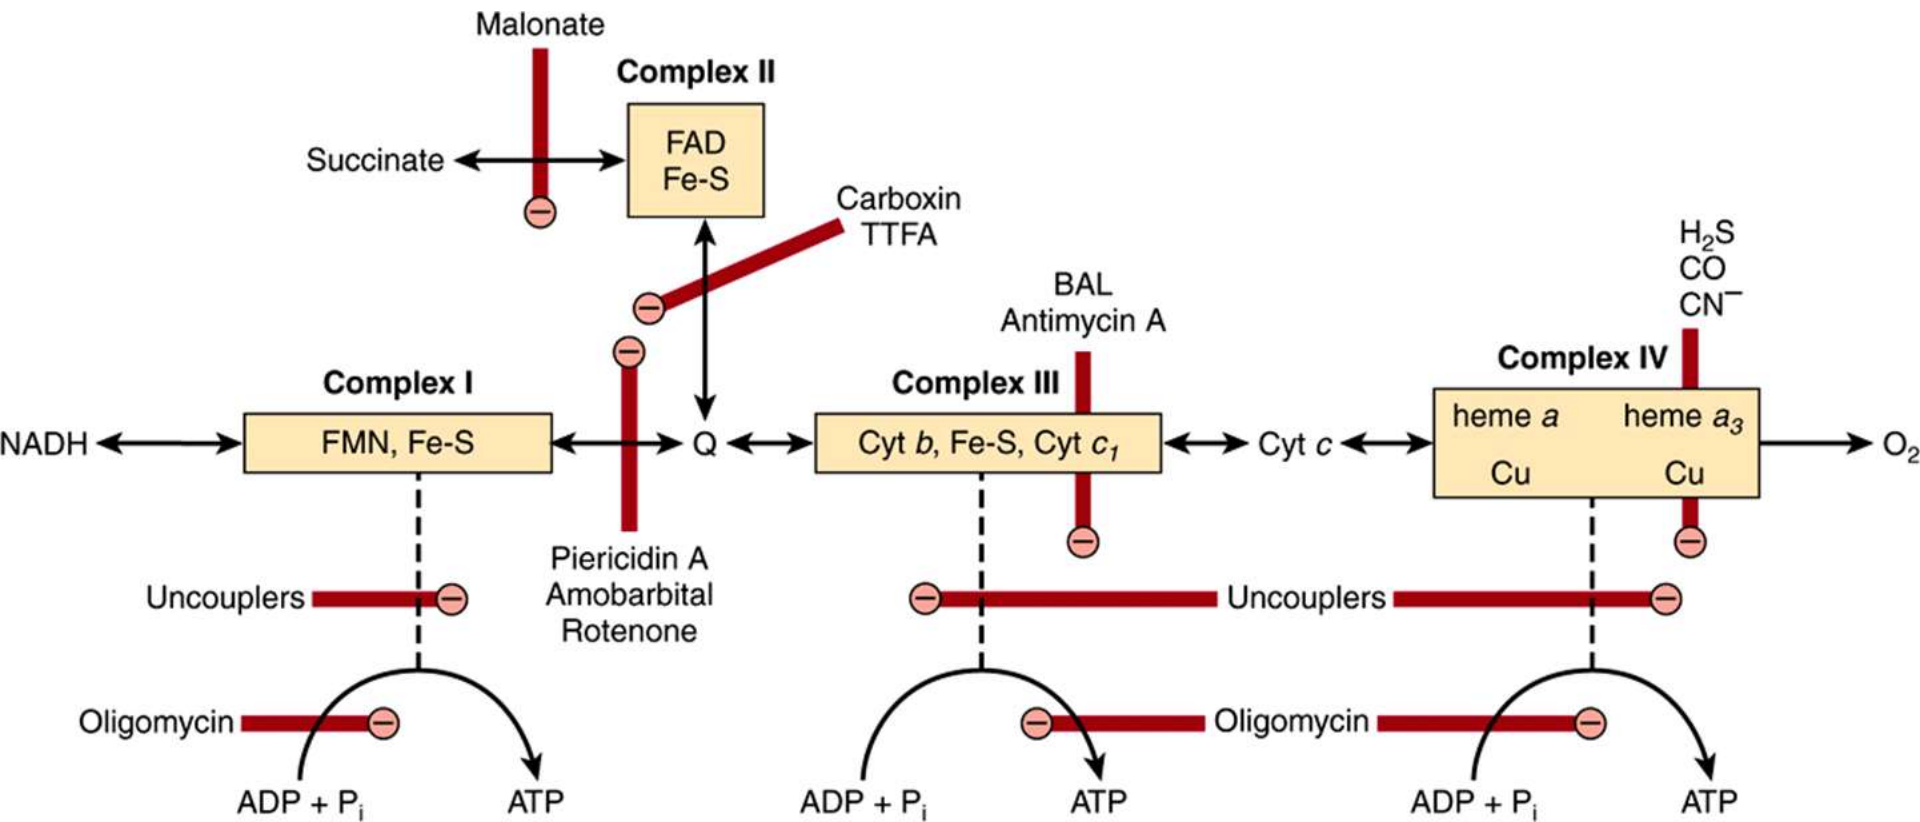 Malonate
Complex II
FAD
Fe-S
Succinate
Carboxin
TTFA
H₂S
CO
CN⁻
BAL
Antimycin A
Complex I
Complex III
Complex IV
NADH
FMN, Fe-S
Q
Cyt b, Fe-S, Cyt c₁
Cyt c
heme a
heme a₃
Cu
Cu
O₂
Piericidin A
Amobarbital
Rotenone
Uncouplers
Uncouplers
Oligomycin
Oligomycin
ADP + Pᵢ
ATP
ADP + Pᵢ
ATP
ADP + Pᵢ
ATP